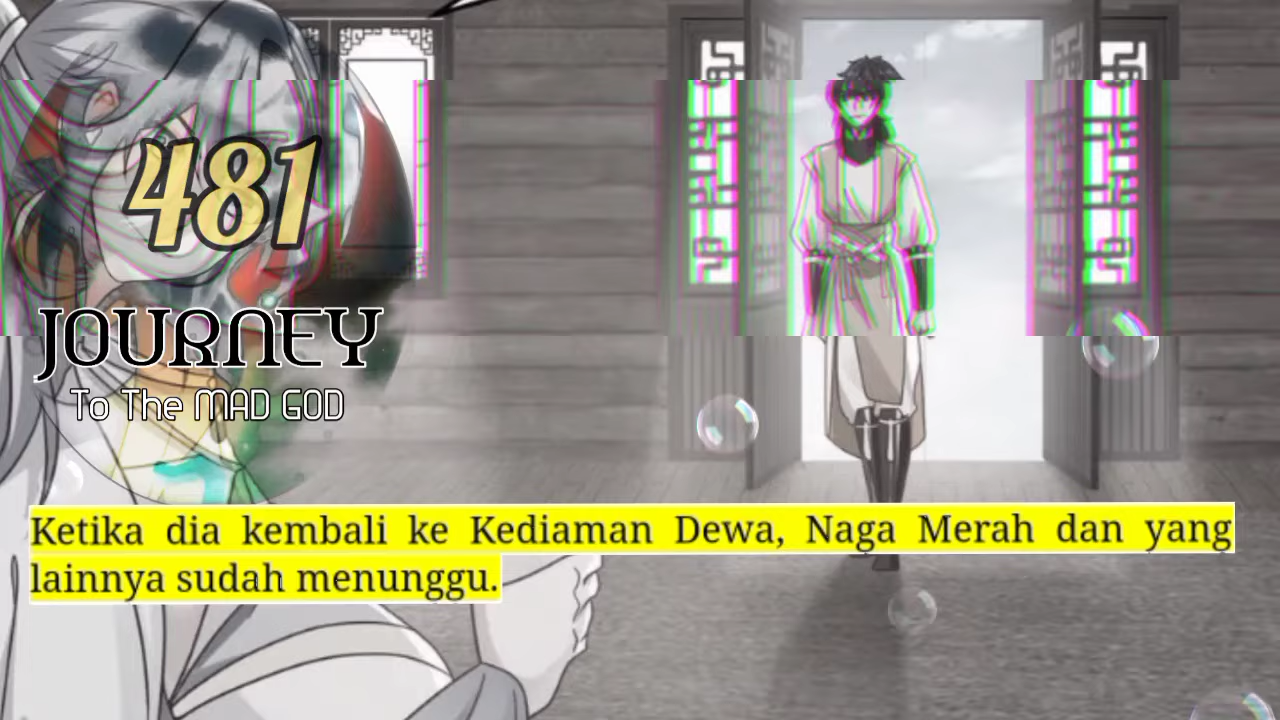 481
JOURNEY
To The MAD GOD
Ketika dia kembali ke Kediaman Dewa, Naga Merah dan yang
lainnya sudah menunggu.